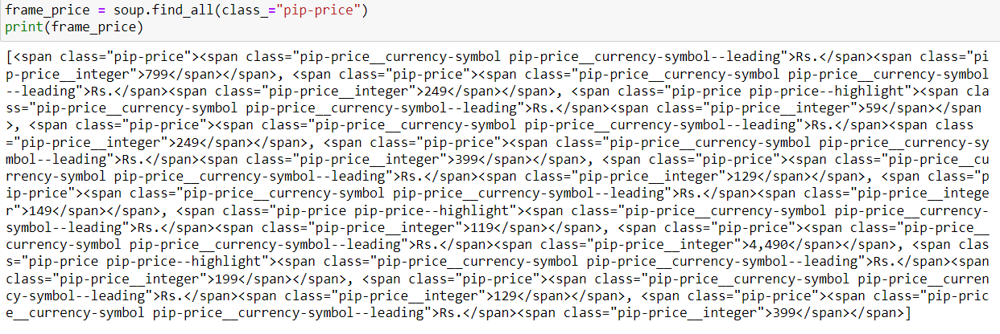 frame_price = soup.find_all(class_="pip-price")
print(frame_price)
[<span class="pip-price"><span class="pip-price__currency-symbol pip-price__currency-symbol--leading">Rs.</span><span class="pi
p-price__integer">799</span></span>, <span class="pip-price"><span class="pip-price__currency-symbol pip-price__currency-symbol
--leading">Rs.</span><span class="pip-price__integer">249</span></span>, <span class="pip-price pip-price--highlight"><span cla
ss="pip-price__currency-symbol pip-price__currency-symbol--leading">Rs.</span><span class="pip-price__integer">59</span></span
>, <span class="pip-price"><span class="pip-price__currency-symbol pip-price__currency-symbol--leading">Rs.</span><span class
="pip-price__integer">249</span></span>, <span class="pip-price"><span class="pip-price__currency-symbol pip-price__currency-sy
mbol--leading">Rs.</span><span class="pip-price__integer">399</span></span>, <span class="pip-price"><span class="pip-price__cu
rrency-symbol pip-price__currency-symbol--leading">Rs.</span><span class="pip-price__integer">129</span></span>, <span class="p
ip-price"><span class="pip-price__currency-symbol pip-price__currency-symbol--leading">Rs.</span><span class="pip-price__intege
r">149</span></span>, <span class="pip-price pip-price--highlight"><span class="pip-price__currency-symbol pip-price__currency-
symbol--leading">Rs.</span><span class="pip-price__integer">119</span></span>, <span class="pip-price"><span class="pip-price__
currency-symbol pip-price__currency-symbol--leading">Rs.</span><span class="pip-price__integer">4,490</span></span>, <span clas
s="pip-price pip-price--highlight"><span class="pip-price__currency-symbol pip-price__currency-symbol--leading">Rs.</span><span
class="pip-price__integer">199</span></span>, <span class="pip-price"><span class="pip-price__currency-symbol pip-price__curren
cy-symbol--leading">Rs.</span><span class="pip-price__integer">129</span></span>, <span class="pip-price"><span class="pip-pric
e__currency-symbol pip-price__currency-symbol--leading">Rs.</span><span class="pip-price__integer">399</span></span>]